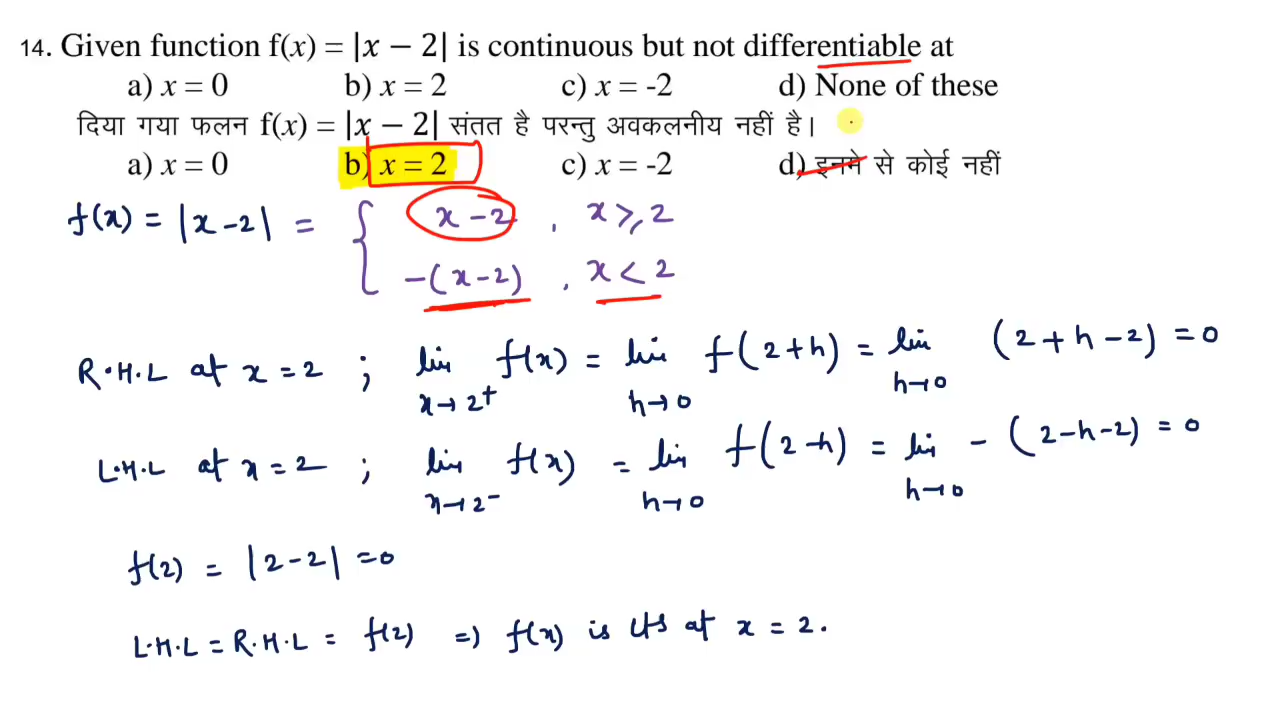 14. Given function f(x) = |x − 2| is continuous but not differentiable at
a) x = 0 b) x = 2 c) x = -2 d) None of these
दिया गया फलन f(x) = |x − 2| संतत है परन्तु अवकलनीय नहीं है।
a) x = 0 b) x = 2 c) x = -2 d) इनमे से कोई नहीं
f(x) = |x-2| = { x-2 , x ≥ 2
-(x-2) , x < 2
R.H.L at x = 2 ; lim x→2+ f(x) = lim h→0 f(2+h) = lim h→0 (2+h-2) = 0
L.H.L at x = 2 ; lim x→2- f(x) = lim h→0 f(2-h) = lim h→0 -(2-h-2) = 0
f(2) = |2-2| = 0
L.H.L = R.H.L = f(2) => f(x) is cts at x = 2.